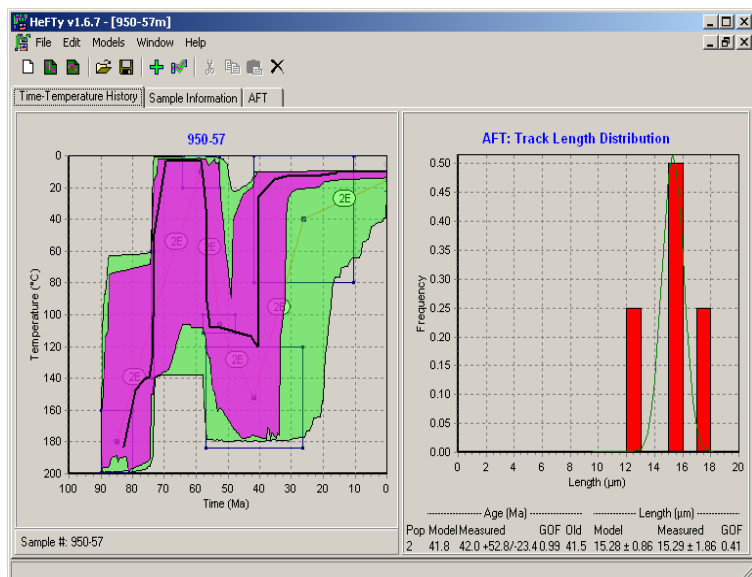 HeFTy v1.6.7 - [950-57m]
File Edit Models Window Help
Time-Temperature History Sample Information AFT
950-57
AFT: Track Length Distribution
0
20
40
60
80
100
120
140
160
180
200
Temperature (°C)
2E
2E
2E
2E
2E
2E
100 90 80 70 60 50 40 30 20 10 0
Time (Ma)
0.50
0.45
0.40
0.35
0.30
0.25
0.20
0.15
0.10
0.05
0.00
Frequency
0 2 4 6 8 10 12 14 16 18 20
Length (µm)
Age (Ma) Length (µm)
Pop Model Measured GOF Old Model Measured GOF
2 41.8 42.0 +52.8/-23.4 0.99 41.5 15.28 ± 0.86 15.29 ± 1.86 0.41
Sample #: 950-57